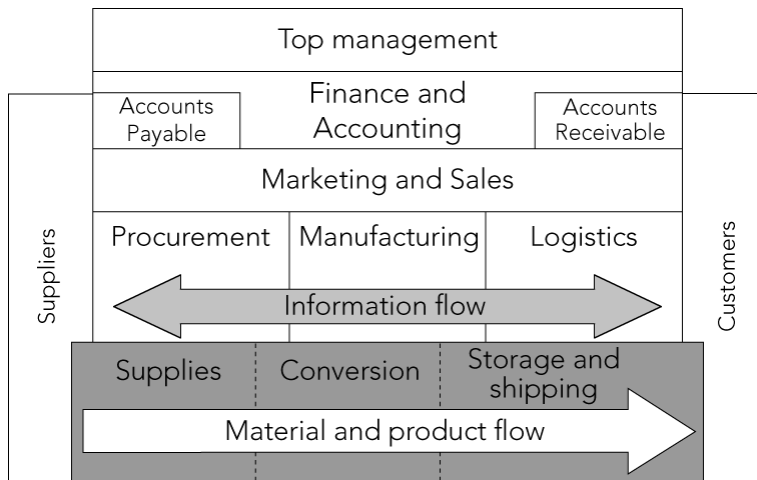 Top management
Finance and
Accounting
Accounts
Payable
Accounts
Receivable
Marketing and Sales
Suppliers
Customers
Procurement
Manufacturing
Logistics
Information flow
Supplies
Conversion
Storage and
shipping
Material and product flow